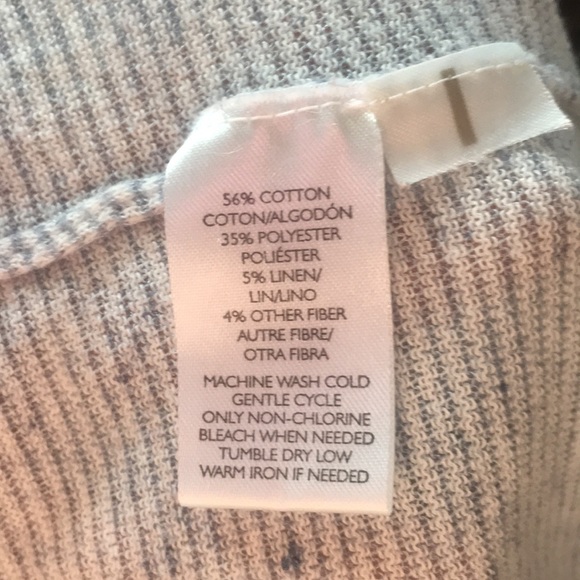 56% COTTON
COTON/ALGODÓN
35% POLYESTER
POLIÉSTER
5% LINEN/
LIN/LINO
4% OTHER FIBER
AUTRE FIBRE/
OTRA FIBRA
MACHINE WASH COLD
GENTLE CYCLE
ONLY NON-CHLORINE
BLEACH WHEN NEEDED
TUMBLE DRY LOW
WARM IRON IF NEEDED